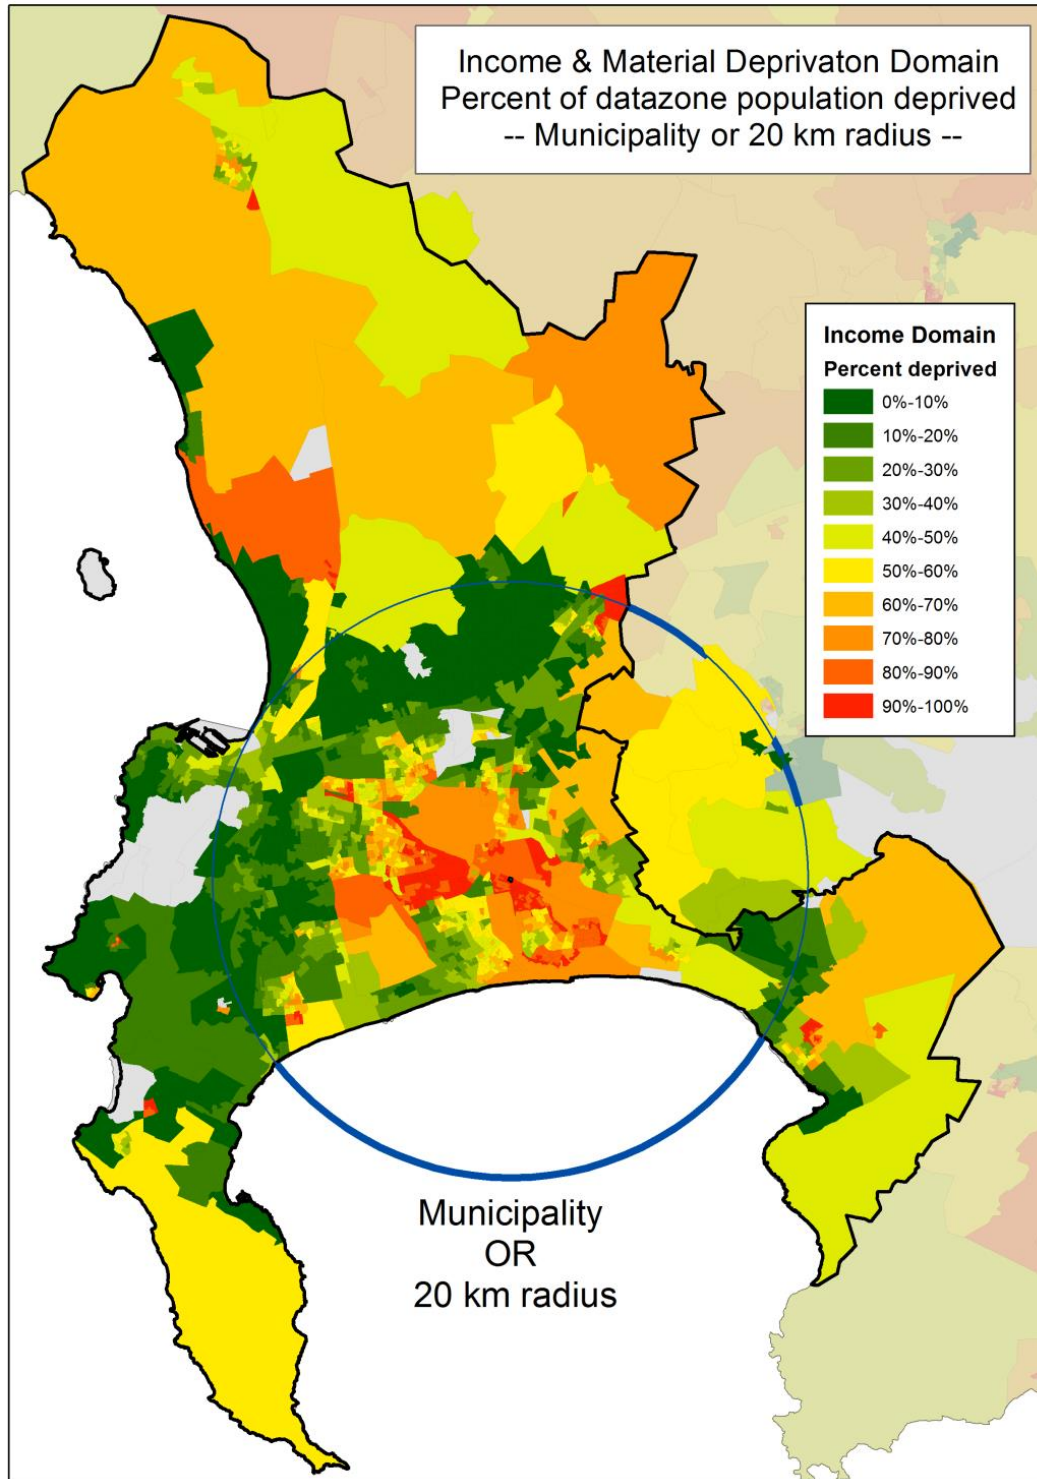 Income & Material Deprivaton Domain
Percent of datazone population deprived
-- Municipality or 20 km radius --
Income Domain
Percent deprived
0%-10%
10%-20%
20%-30%
30%-40%
40%-50%
50%-60%
60%-70%
70%-80%
80%-90%
90%-100%
Municipality
OR
20 km radius